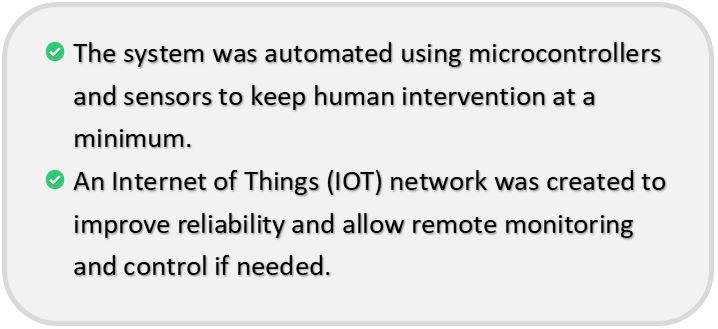 The system was automated using microcontrollers
and sensors to keep human intervention at a
minimum.
An Internet of Things (IOT) network was created to
improve reliability and allow remote monitoring
and control if needed.